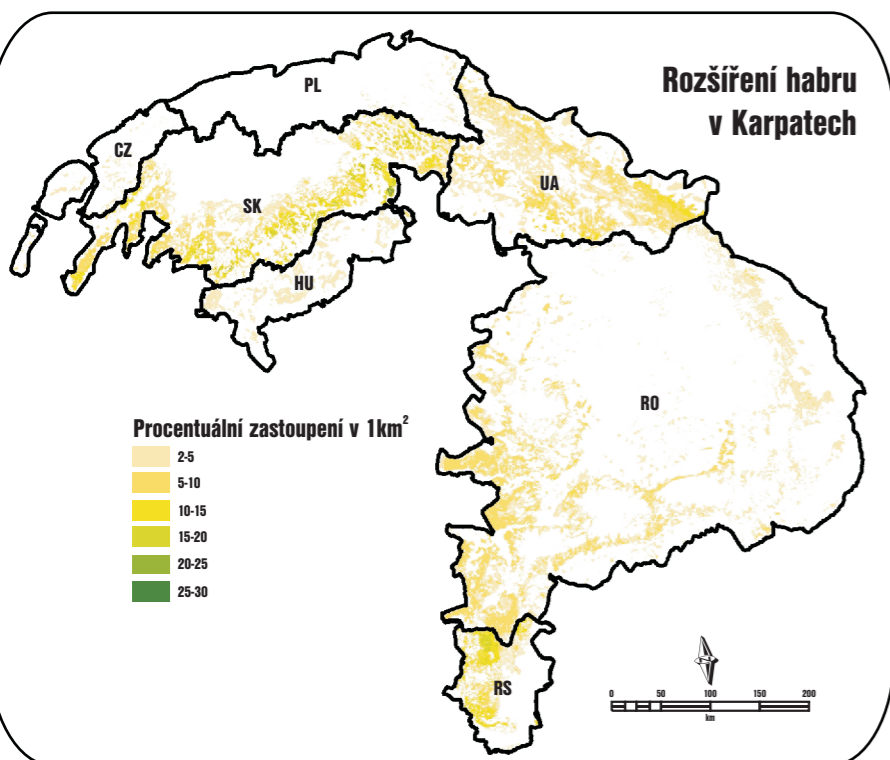 Rozšíření habru
v Karpatech
PL
CZ
SK
UA
HU
RO
RS
Procentuální zastoupení v 1km²
2-5
5-10
10-15
15-20
20-25
25-30
0 50 100 150 200
km